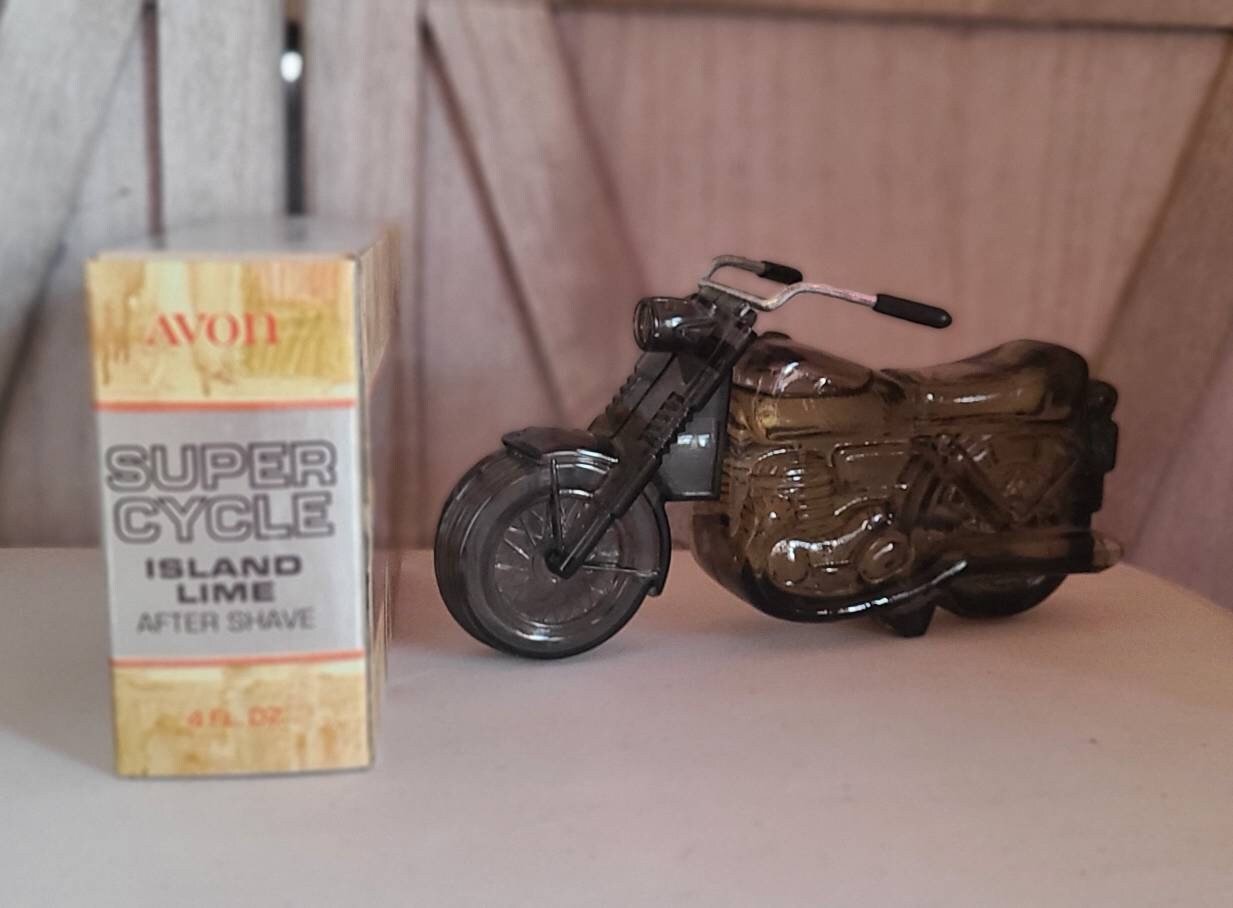 AVON
SUPER
CYCLE
ISLAND
LIME
AFTER SHAVE
4 FL. OZ.